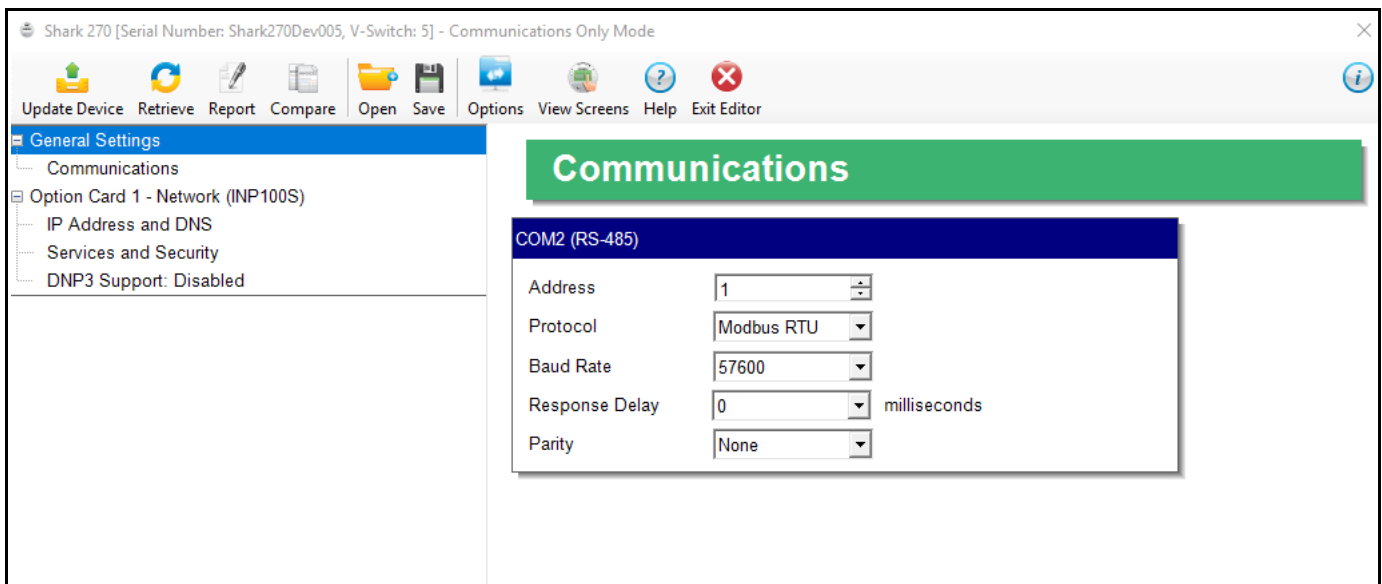 Shark 270 [Serial Number: Shark270Dev005, V-Switch: 5] - Communications Only Mode
Update Device Retrieve Report Compare Open Save Options View Screens Help Exit Editor
General Settings
Communications
Option Card 1 - Network (INP100S)
IP Address and DNS
Services and Security
DNP3 Support: Disabled
Communications
COM2 (RS-485)
Address 1
Protocol Modbus RTU
Baud Rate 57600
Response Delay 0 milliseconds
Parity None